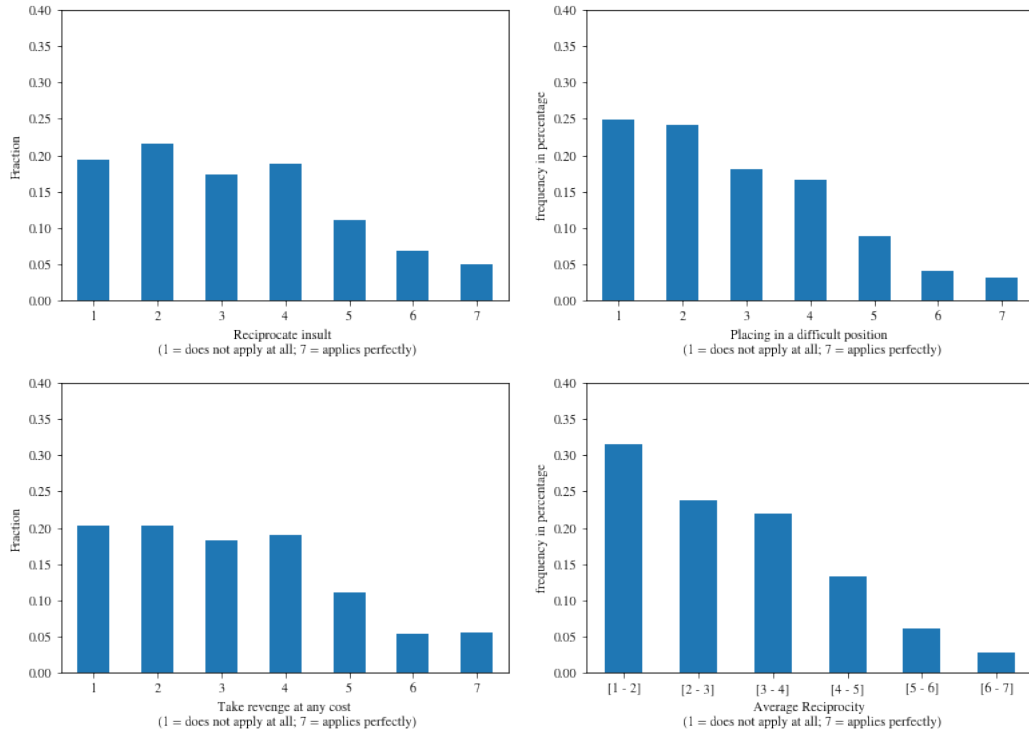 0.40
0.35
0.30
0.25
0.20
0.15
0.10
0.05
0.00
Fraction
1 2 3 4 5 6 7
Reciprocate insult
(1 = does not apply at all; 7 = applies perfectly)
0.40
0.35
0.30
0.25
0.20
0.15
0.10
0.05
0.00
frequency in percentage
1 2 3 4 5 6 7
Placing in a difficult position
(1 = does not apply at all; 7 = applies perfectly)
0.40
0.35
0.30
0.25
0.20
0.15
0.10
0.05
0.00
Fraction
1 2 3 4 5 6 7
Take revenge at any cost
(1 = does not apply at all; 7 = applies perfectly)
0.40
0.35
0.30
0.25
0.20
0.15
0.10
0.05
0.00
frequency in percentage
[1 - 2] [2 - 3] [3 - 4] [4 - 5] [5 - 6] [6 - 7]
Average Reciprocity
(1 = does not apply at all; 7 = applies perfectly)